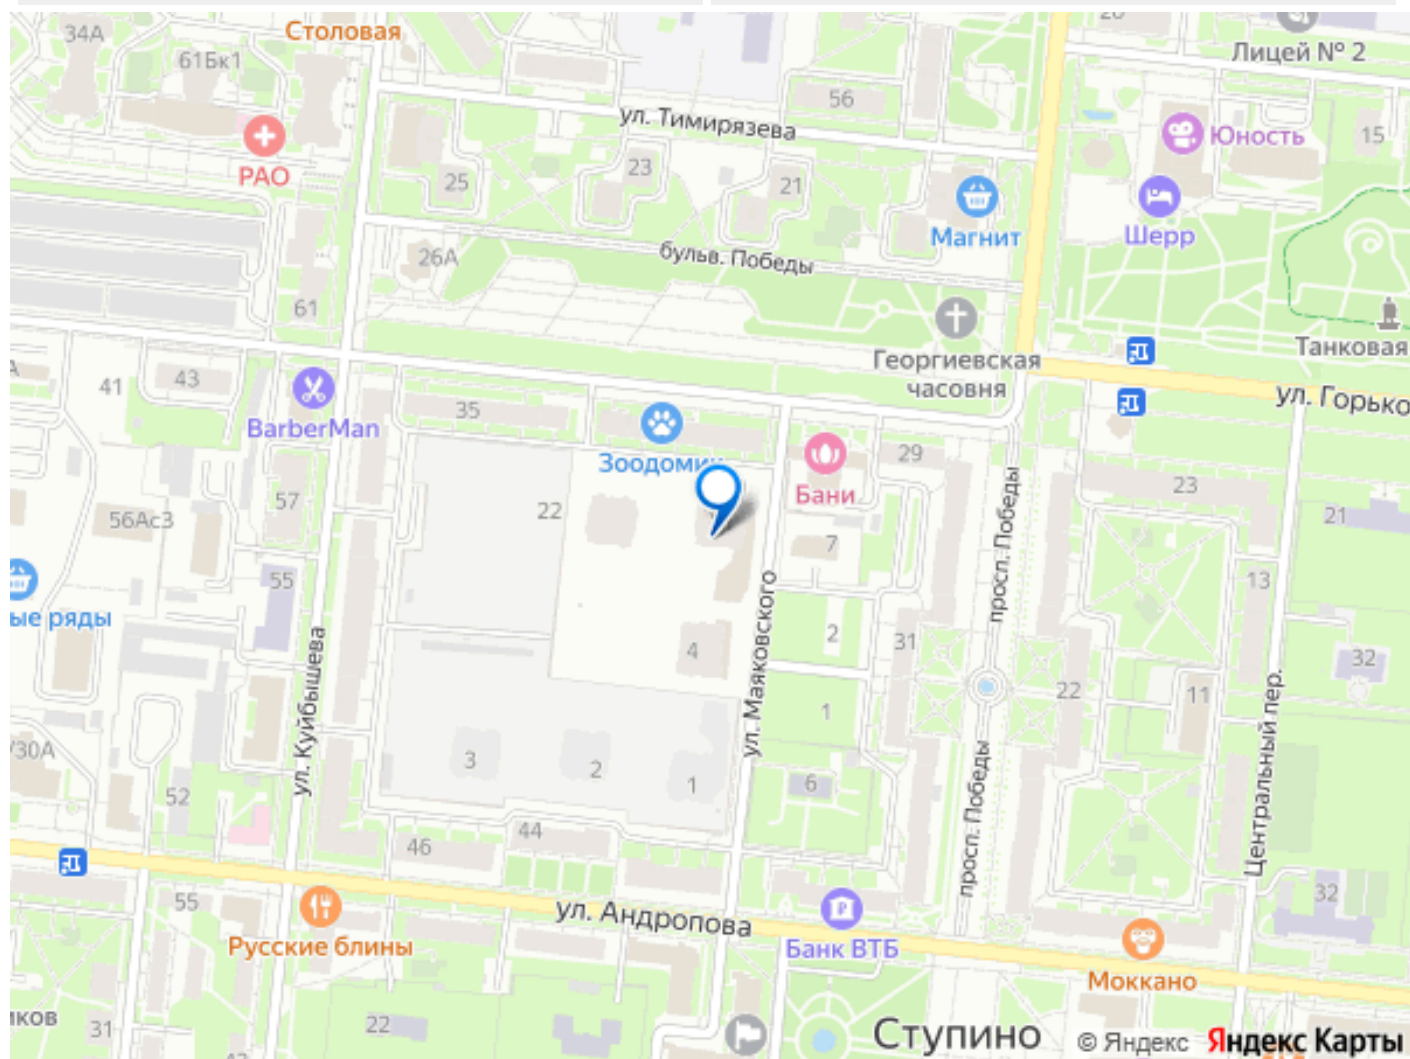 34А
Столовая
20
Лицей № 2
61Бк1
56
ул. Тимирязева
Юность
15
РАО
25
23
21
Магнит
Шерр
26А
бульв. Победы
61
Георгиевская
часовня
Танковая
41
43
BarberMan
35
Зоодомик
29
Бани
ул. Горько
23
57
56Ас3
22
7
просп. Победы
21
55
ые ряды
13
ул. Куйбышева
ул. Маяковского
4
2
31
32
22
11
1
/30А
3
2
1
6
просп. Победы
Центральный пер.
52
46
44
55
ул. Андропова
32
Русские блины
Банк ВТБ
Моккано
иков
31
22
Ступино
© Яндекс Яндекс Карты